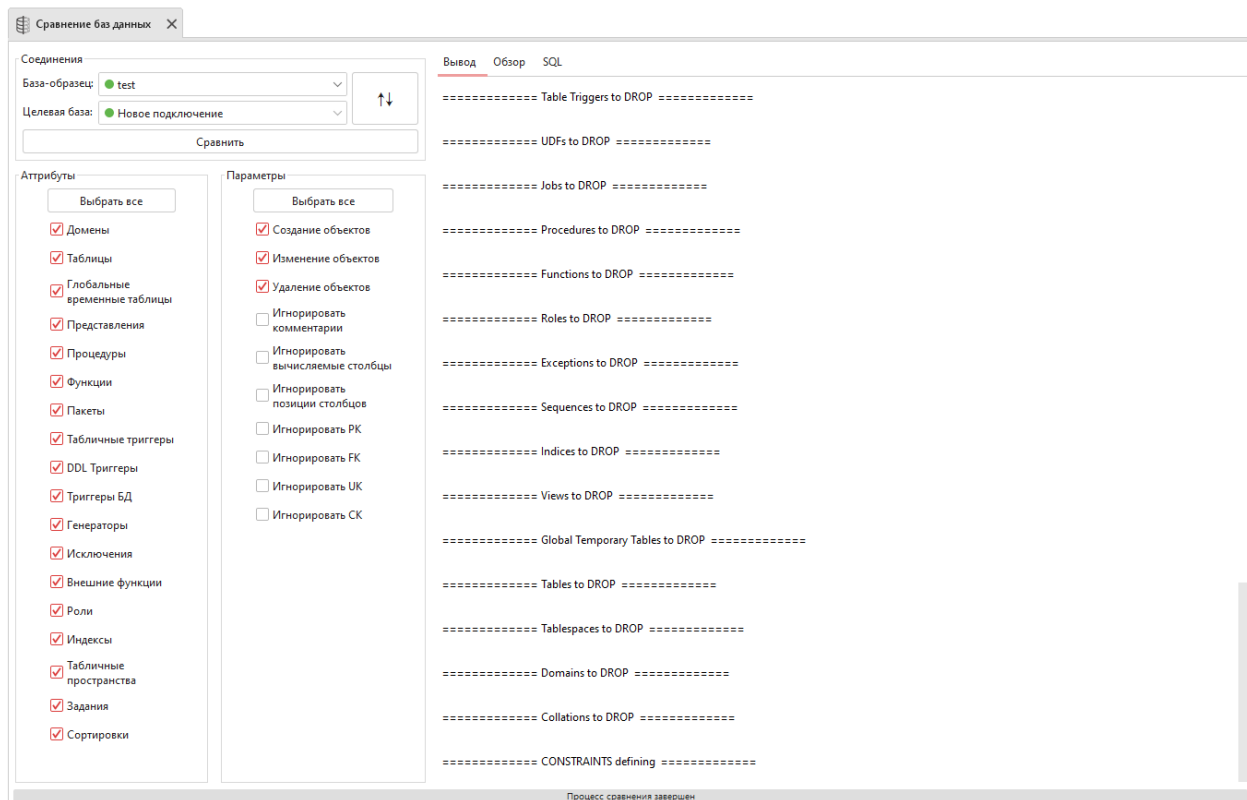 Сравнение баз данных
Соединения
База-образец:
test
Целевая база:
Новое подключение
Сравнить
Аттрибуты
Выбрать все
Домены
Таблицы
Глобальные
временные таблицы
Представления
Процедуры
Функции
Пакеты
Табличные триггеры
DDL Триггеры
Триггеры БД
Генераторы
Исключения
Внешние функции
Роли
Индексы
Табличные
пространства
Задания
Сортировки
Параметры
Выбрать все
Создание объектов
Изменение объектов
Удаление объектов
Игнорировать
комментарии
Игнорировать
вычисляемые столбцы
Игнорировать
позиции столбцов
Игнорировать PK
Игнорировать FK
Игнорировать UK
Игнорировать CK
Вывод Обзор SQL
============= Table Triggers to DROP =============
============= UDFs to DROP =============
============= Jobs to DROP =============
============= Procedures to DROP =============
============= Functions to DROP =============
============= Roles to DROP =============
============= Exceptions to DROP =============
============= Sequences to DROP =============
============= Indices to DROP =============
============= Views to DROP =============
============= Global Temporary Tables to DROP =============
============= Tables to DROP =============
============= Tablespaces to DROP =============
============= Domains to DROP =============
============= Collations to DROP =============
============= CONSTRAINTS defining =============
Процесс сравнения завершен